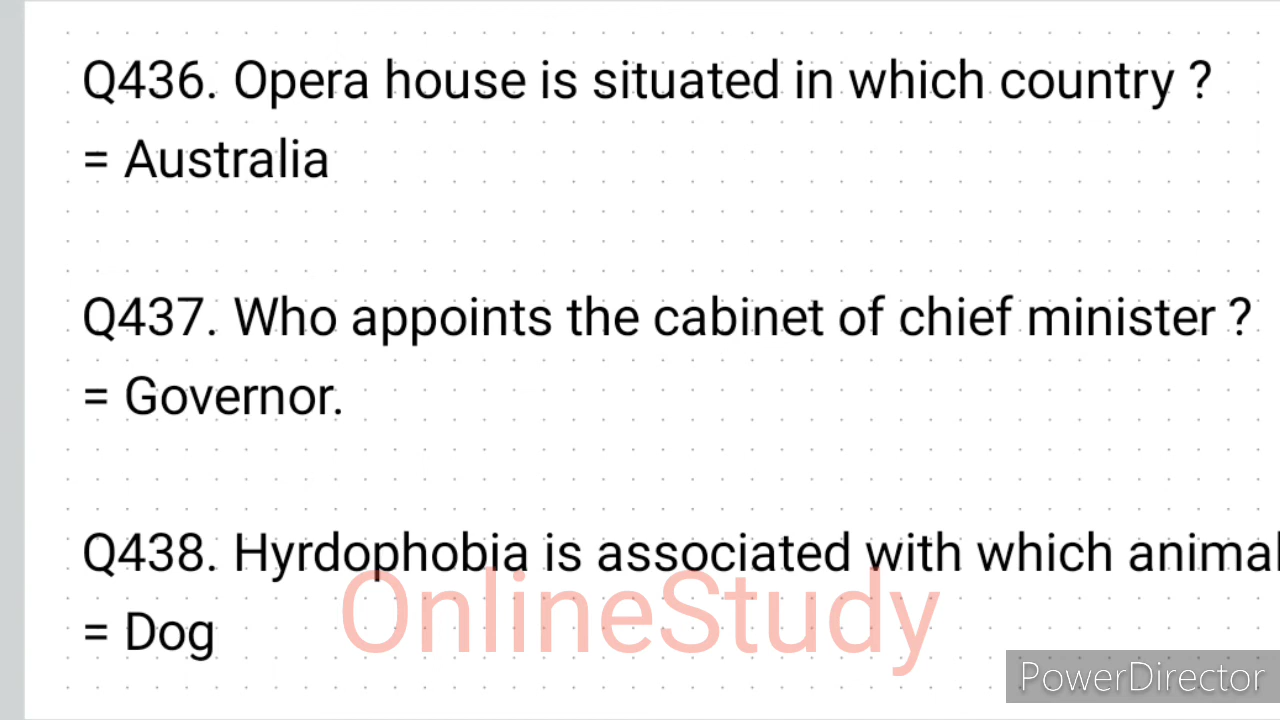 Q436. Opera house is situated in which country ?
= Australia
Q437. Who appoints the cabinet of chief minister ?
= Governor.
Q438. Hyrdophobia is associated with which animal
= Dog
OnlineStudy
PowerDirector